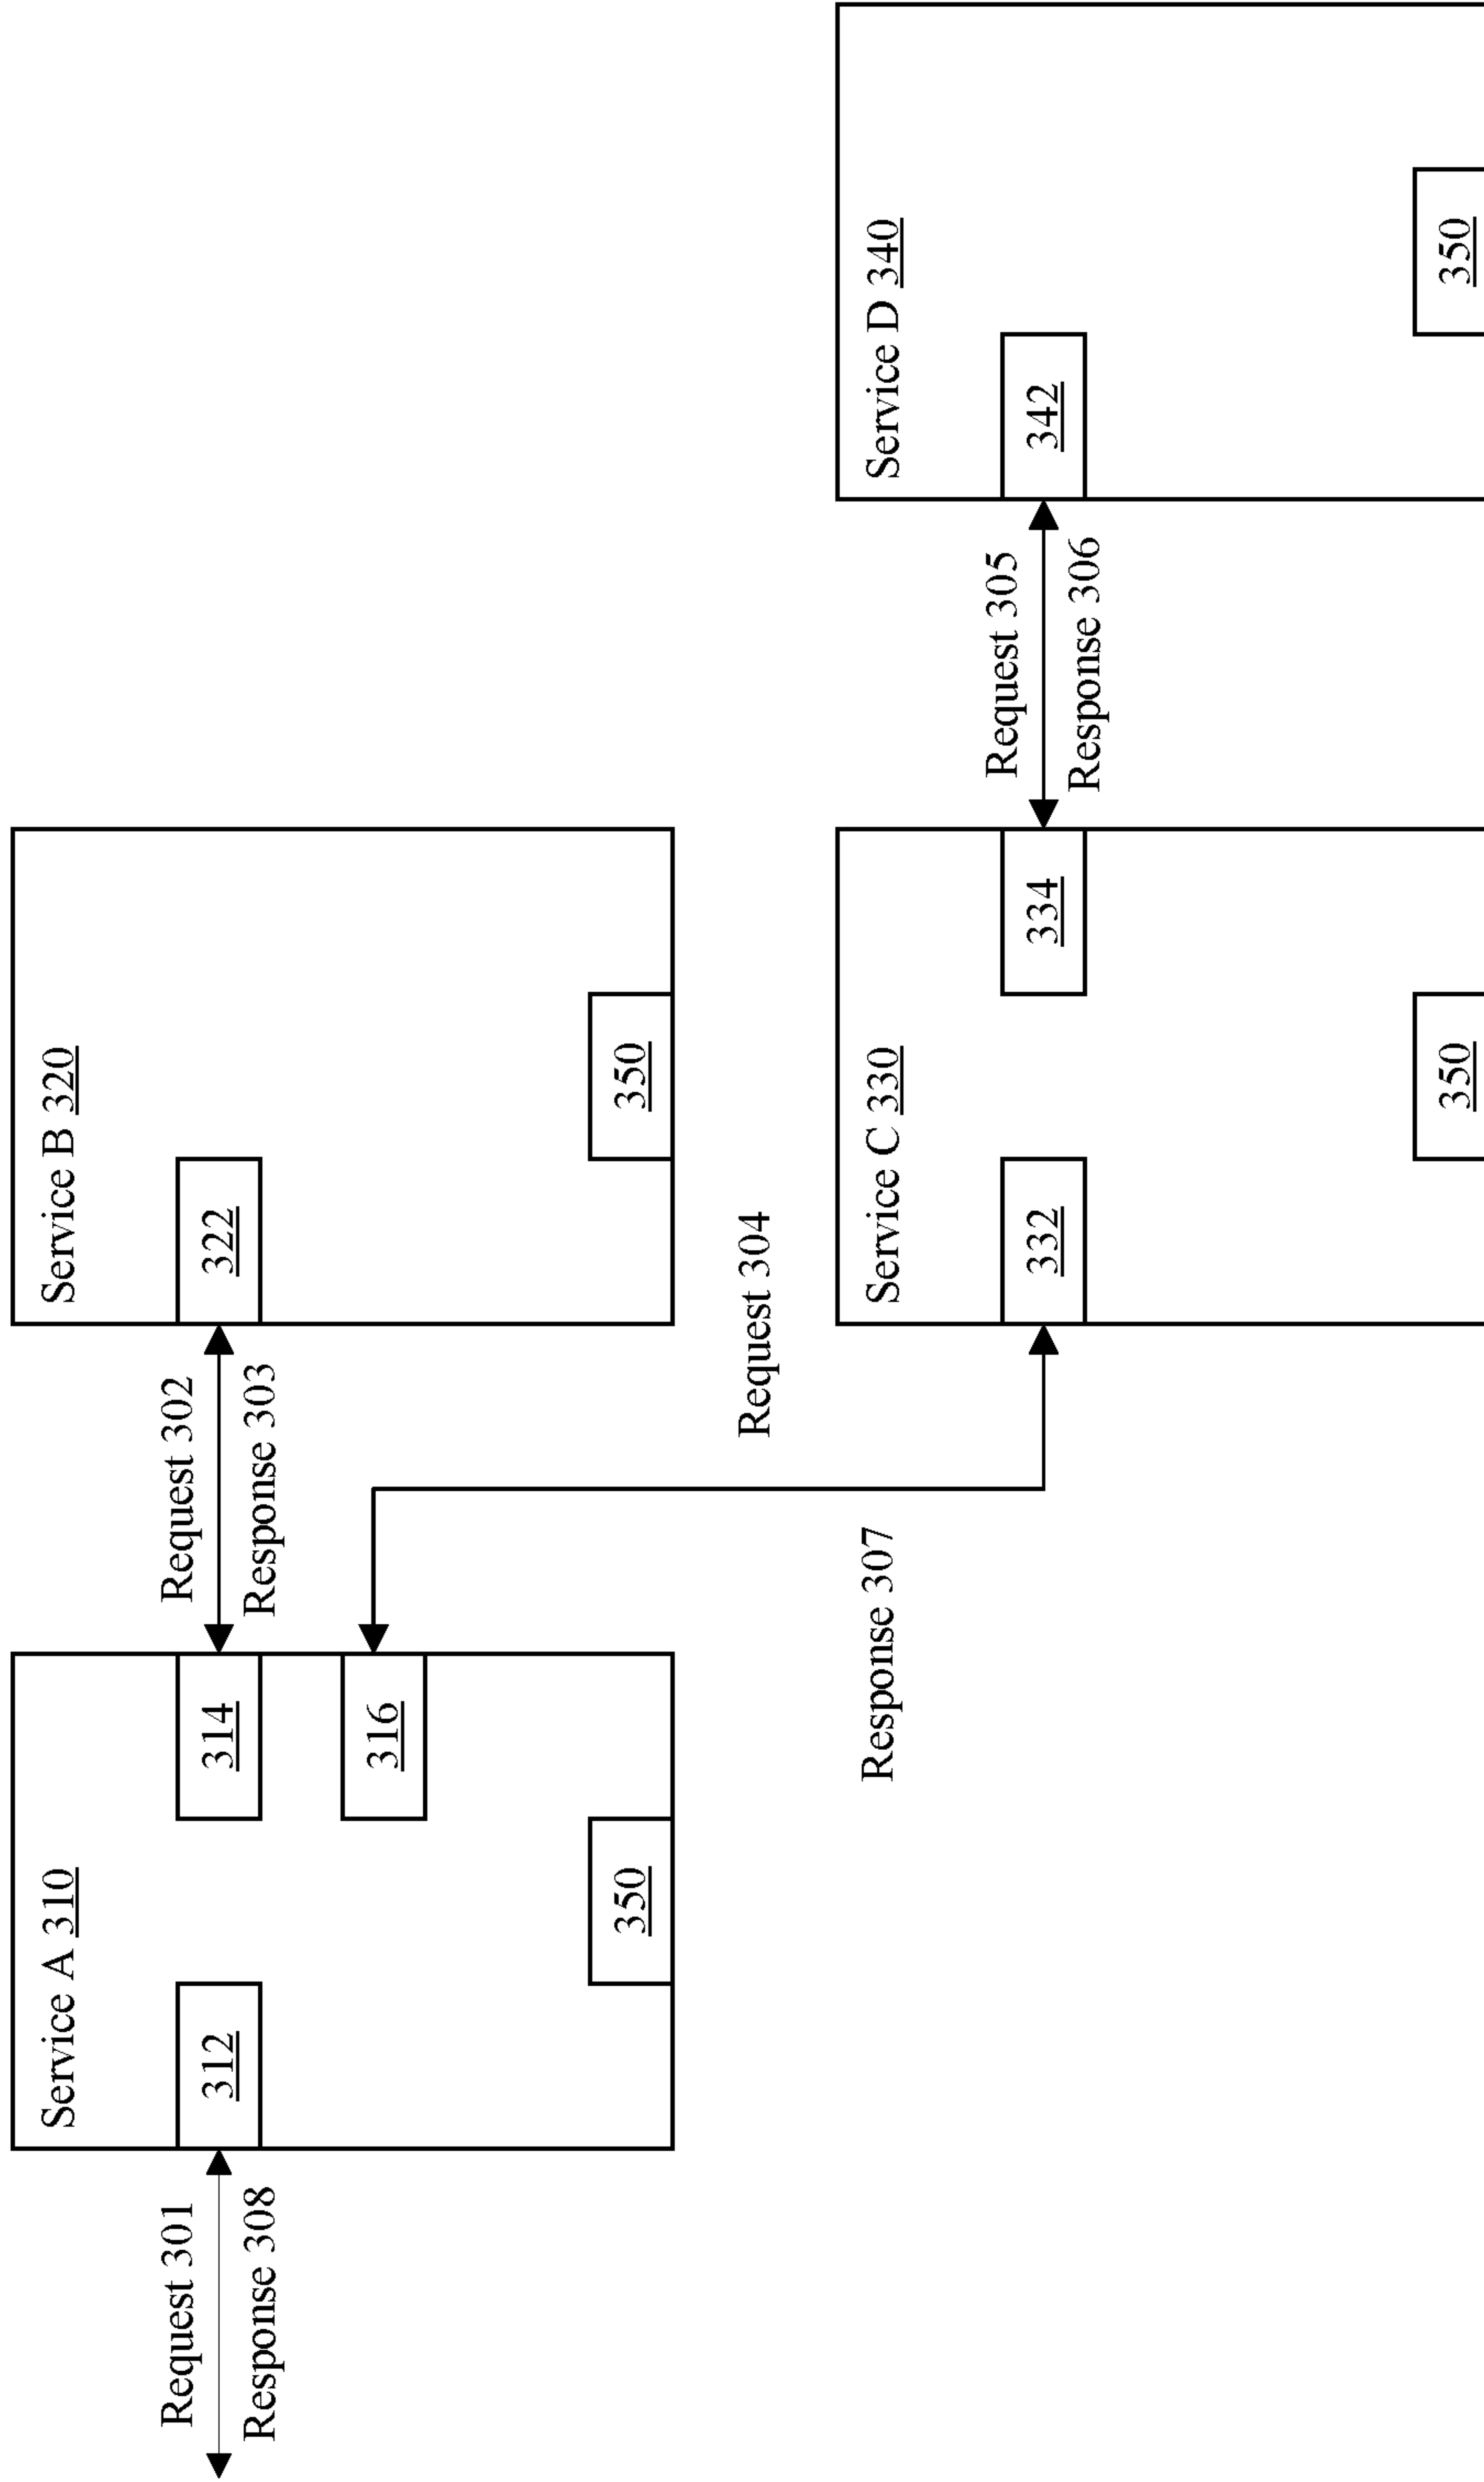 Request 301
Response 308
Service A 310
312
314
316
350
Request 302
Response 303
Service B 320
322
350
Request 304
Response 307
Service C 330
332
334
350
Request 305
Response 306
Service D 340
342
350